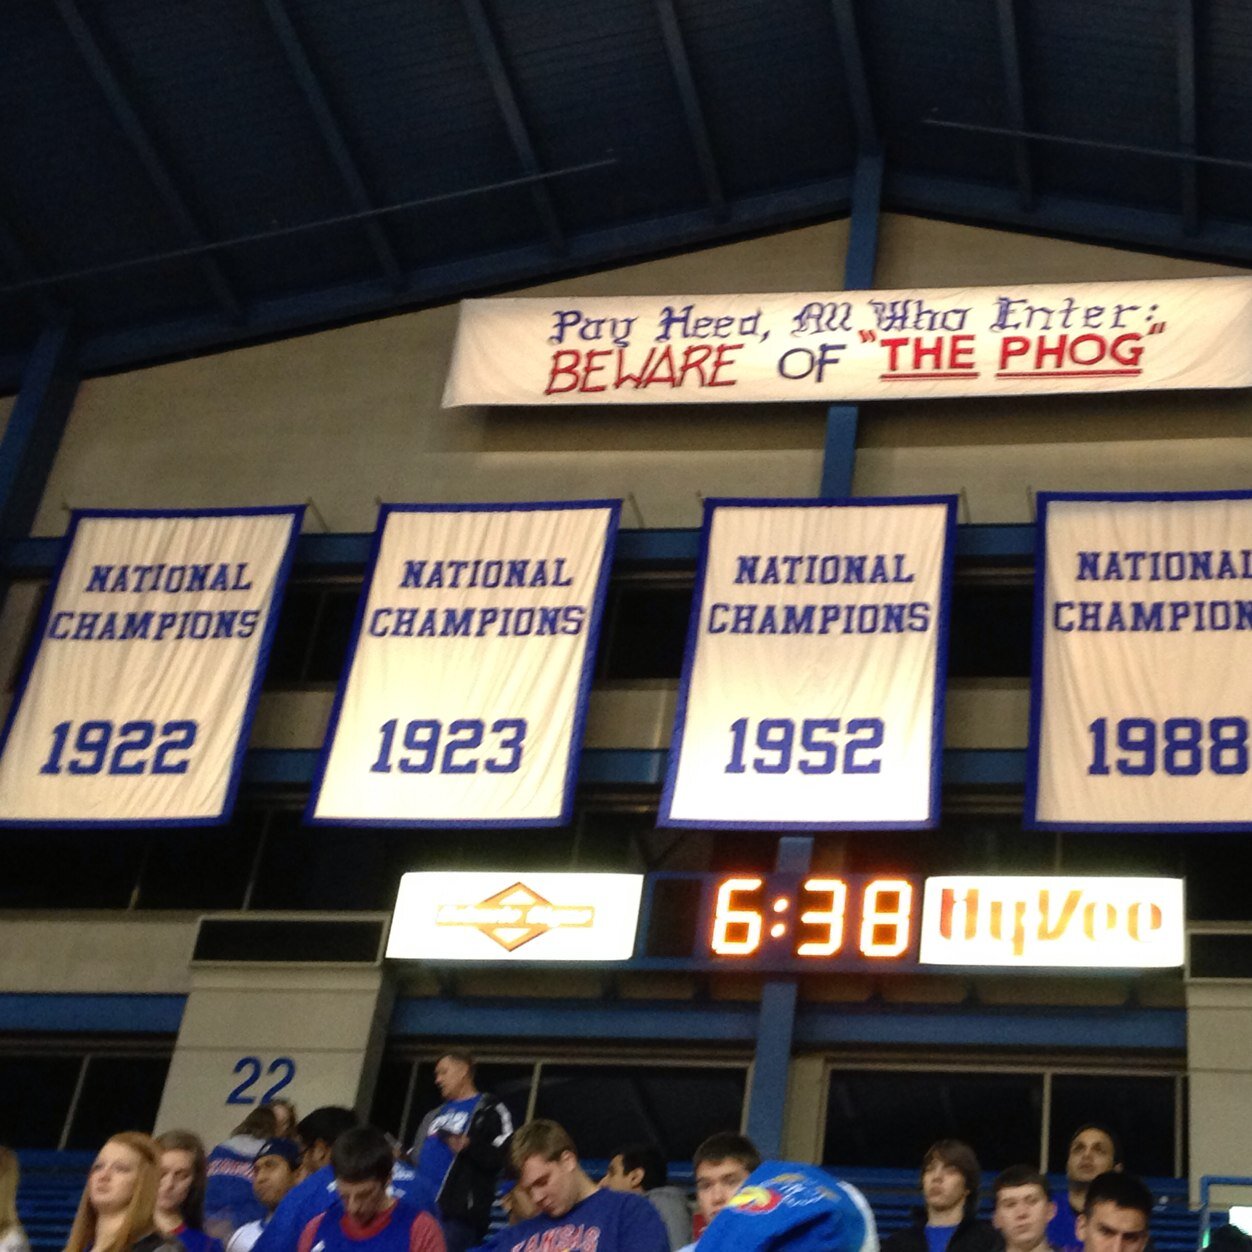 Pay Heed, All Who Enter:
BEWARE OF "THE PHOG"
NATIONAL
CHAMPIONS
1922
NATIONAL
CHAMPIONS
1923
NATIONAL
CHAMPIONS
1952
NATIONAL
CHAMPION
1988
6:38
HyVee
22
KANSAS